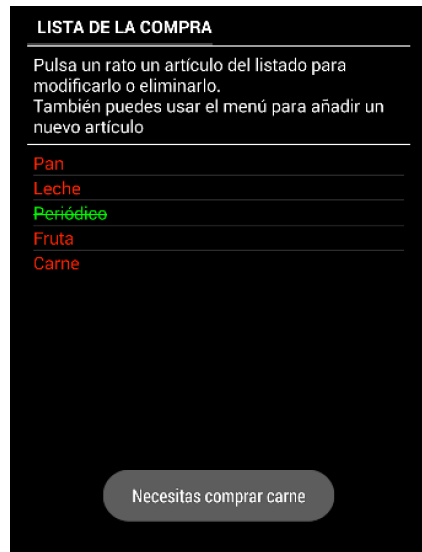 LISTA DE LA COMPRA
Pulsa un rato un artículo del listado para
modificarlo o eliminarlo.
También puedes usar el menú para añadir un
nuevo artículo
Pan
Leche
Periódico
Fruta
Carne
Necesitas comprar carne